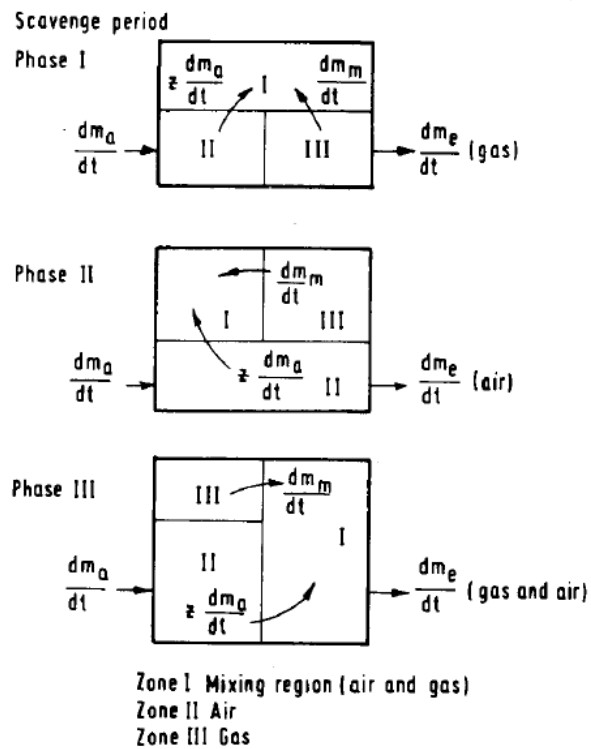 Scavenge period
Phase I
z dm_a/dt I dm_m/dt
dm_a/dt II III dm_e/dt (gas)
Phase II
dm_m/dt
I III
dm_a/dt z dm_a/dt II dm_e/dt (air)
Phase III
III dm_m/dt
I
II
dm_a/dt z dm_a/dt dm_e/dt (gas and air)
Zone I Mixing region (air and gas)
Zone II Air
Zone III Gas